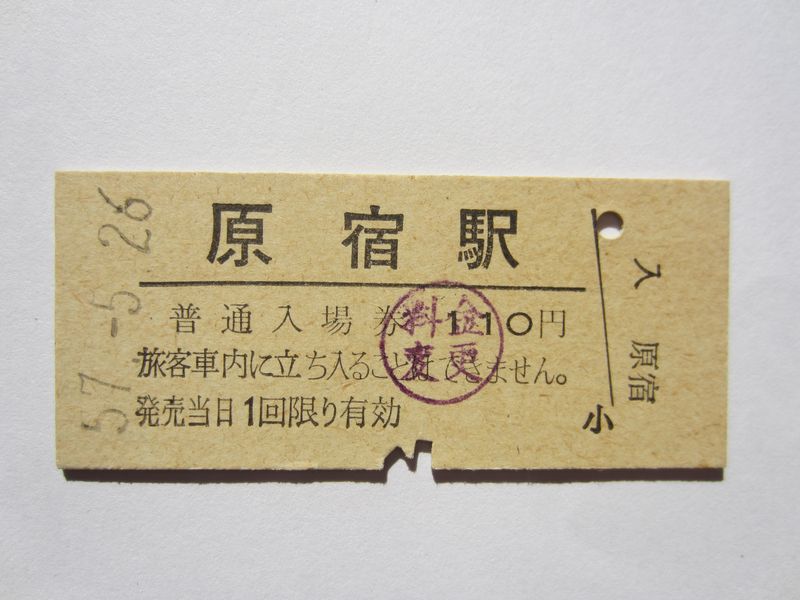 57.-5.26
原宿駅
普通入場券 110円
料金
変更
旅客車内に立ち入ることはできません。
発売当日1回限り有効
小
入 原宿